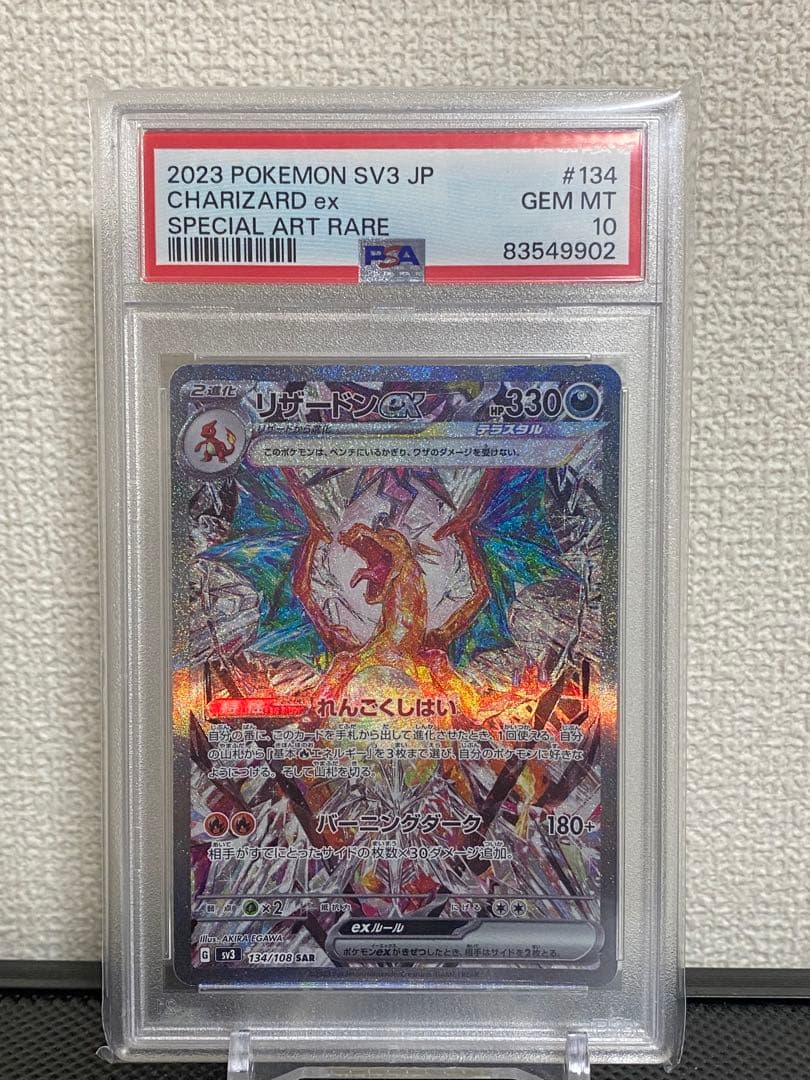 2023 POKEMON SV3 JP #134
CHARIZARD ex GEM MT
SPECIAL ART RARE 10
PSA 83549902
2進化
リザードンex HP330
リザードから進化 テラスタル
このポケモンは、ベンチにいるかぎり、ワザのダメージを受けない。
特性 れんごくしはい
自分の番に、このカードを手札から出して進化させたとき、1回使える。自分
の山札から「基本エネルギー」を3枚まで選び、自分のポケモンに好きな
ようにつける。そして山札を切る。
バーニングダーク 180+
相手がすでにとったサイドの枚数×30ダメージ追加。
弱点 ×2 抵抗力 にげる
exルール
ポケモンexがきぜつしたとき、相手はサイドを2枚とる。
Illus. AKIRA EGAWA
G sv3 134/108 SAR